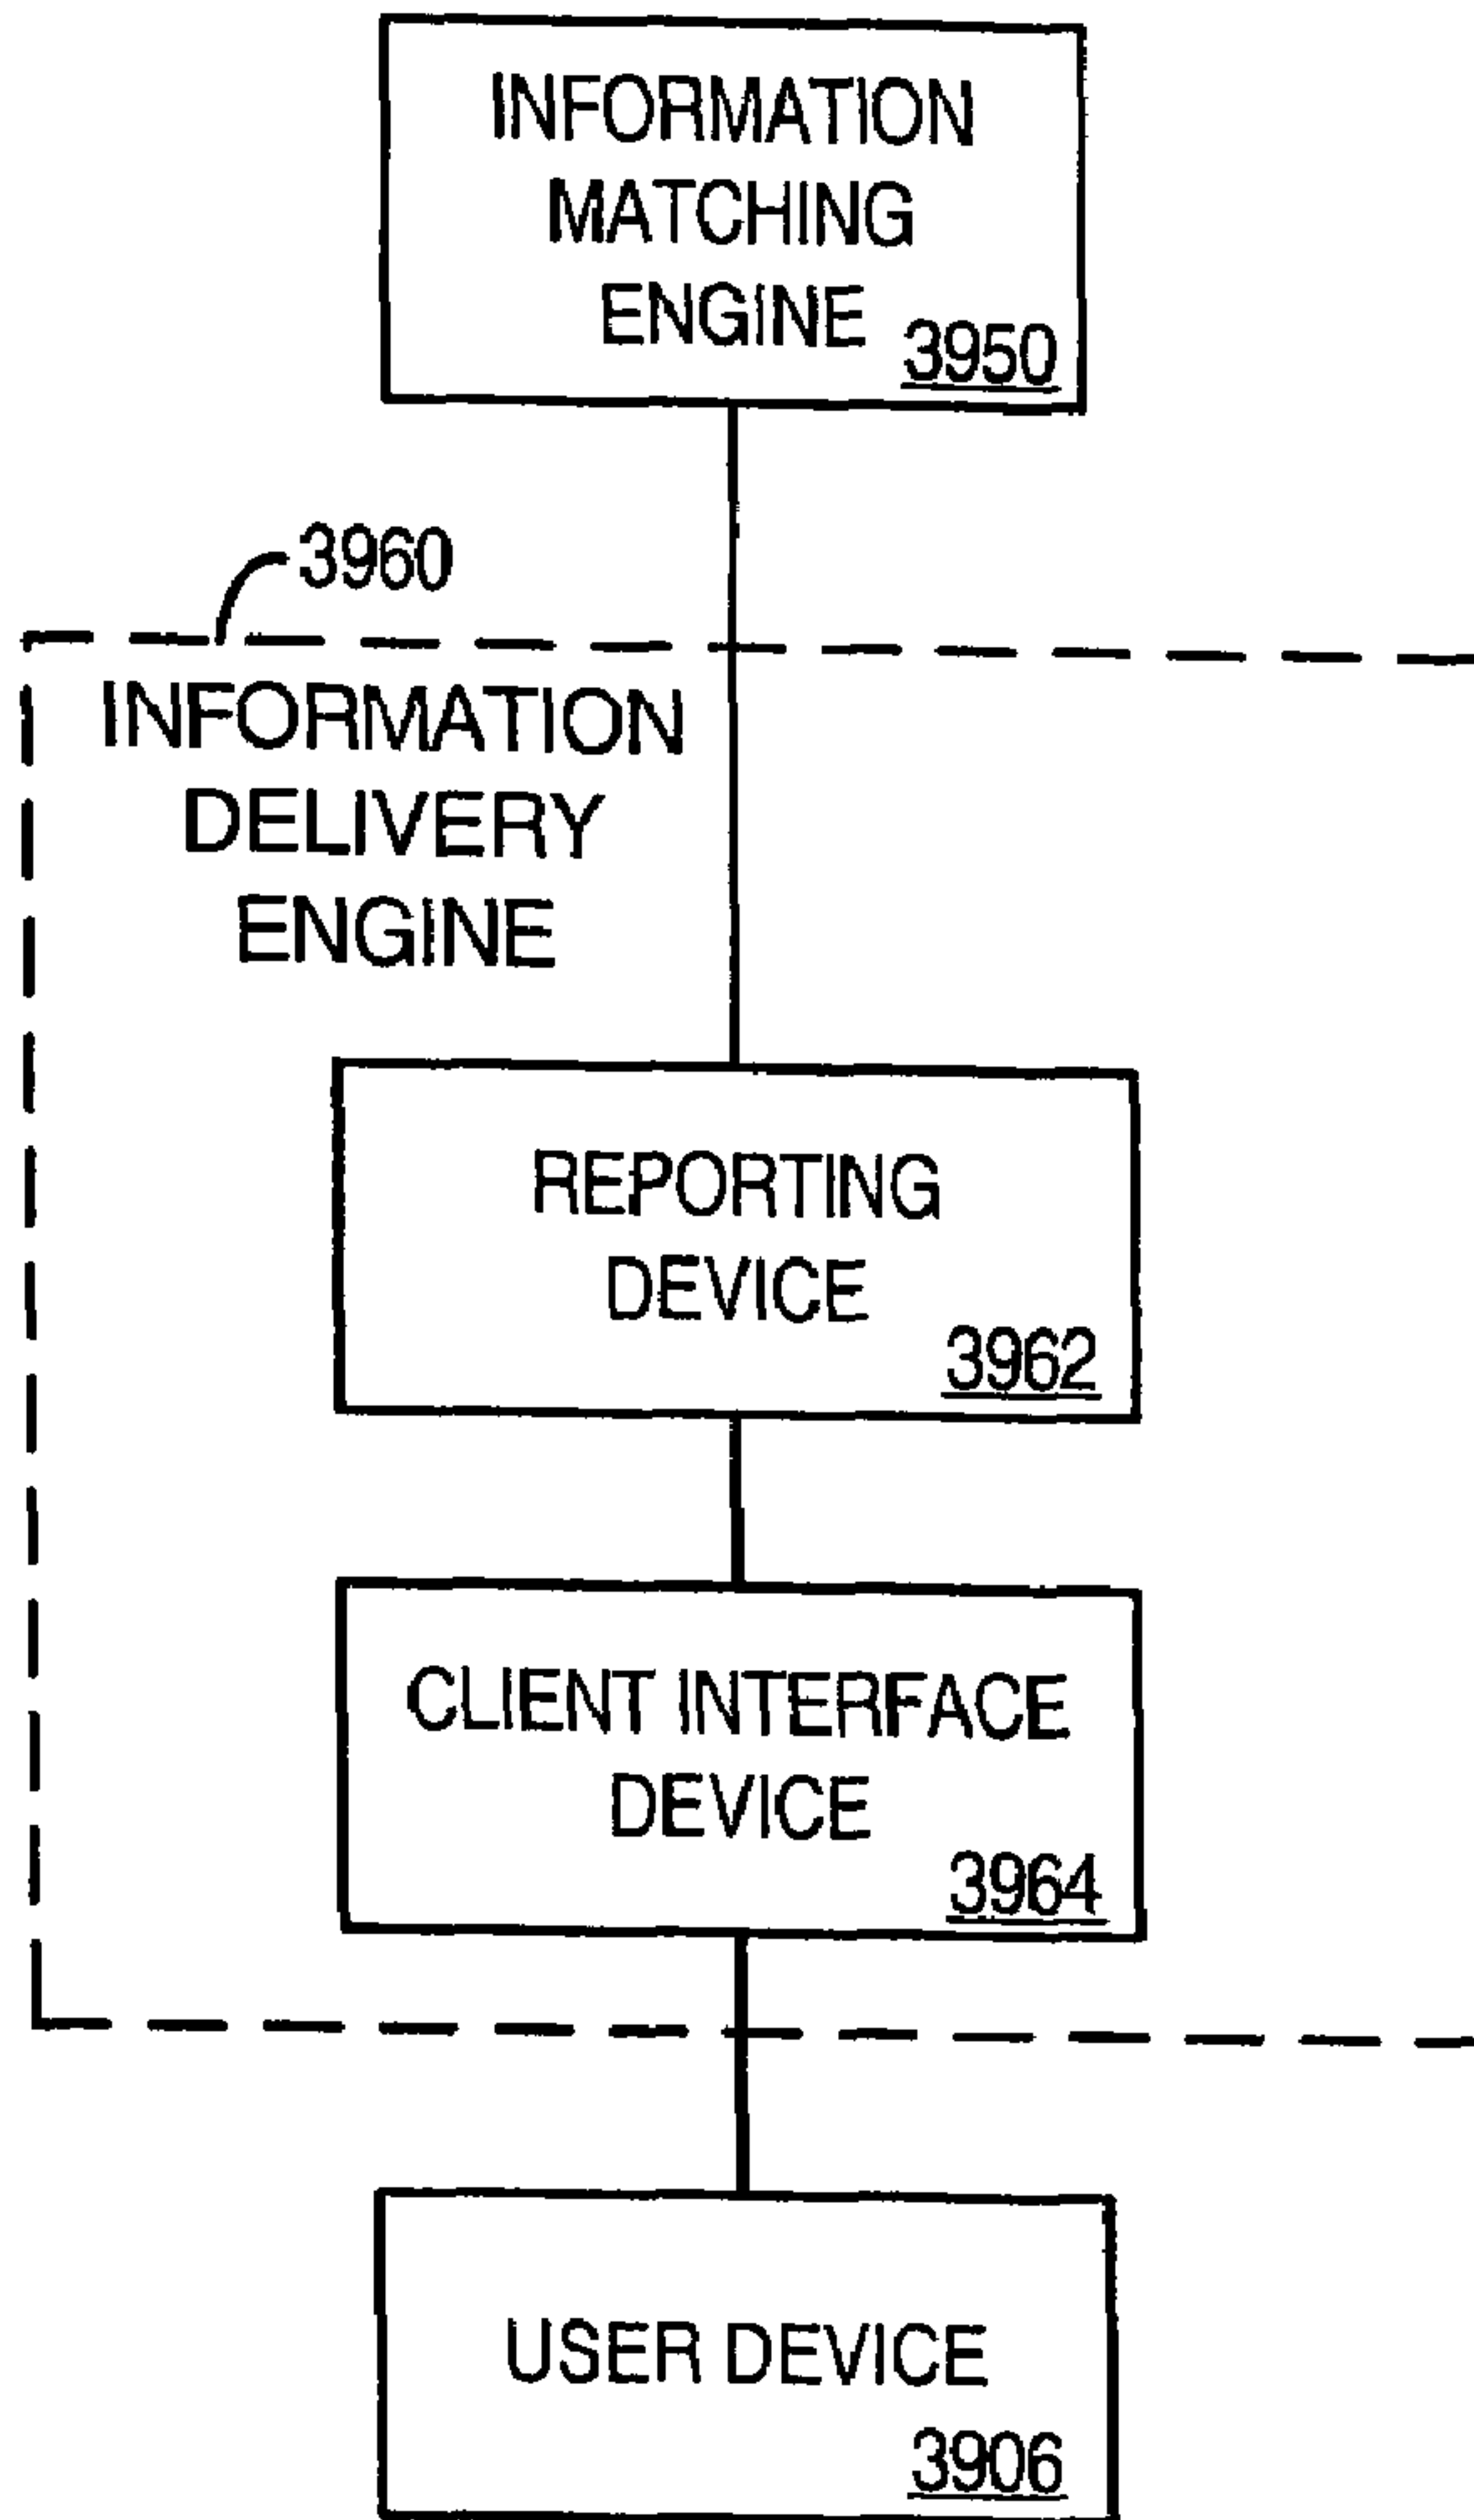 INFORMATION
MATCHING
ENGINE
3950
3960
INFORMATION
DELIVERY
ENGINE
REPORTING
DEVICE
3962
CLIENT INTERFACE
DEVICE
3964
USER DEVICE
3906